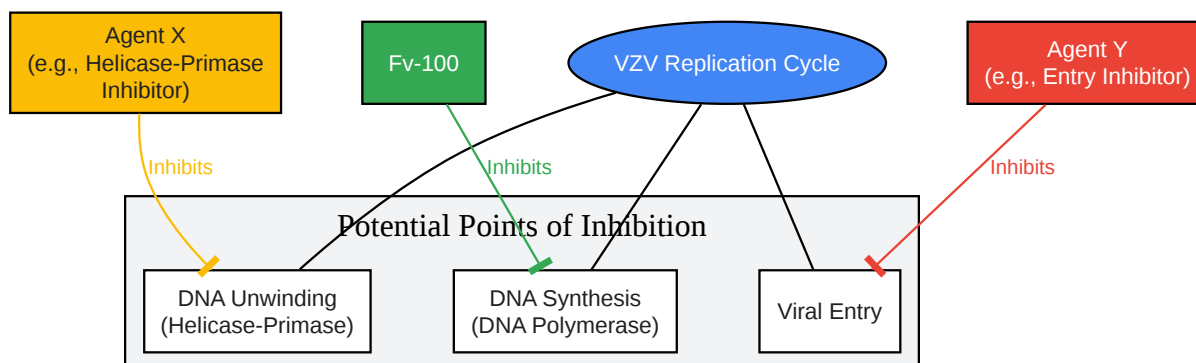 Agent X
(e.g., Helicase-Primase
Inhibitor)
Fv-100
VZV Replication Cycle
Agent Y
(e.g., Entry Inhibitor)
Inhibits
Inhibits
Inhibits
Potential Points of Inhibition
DNA Unwinding
(Helicase-Primase)
DNA Synthesis
(DNA Polymerase)
Viral Entry